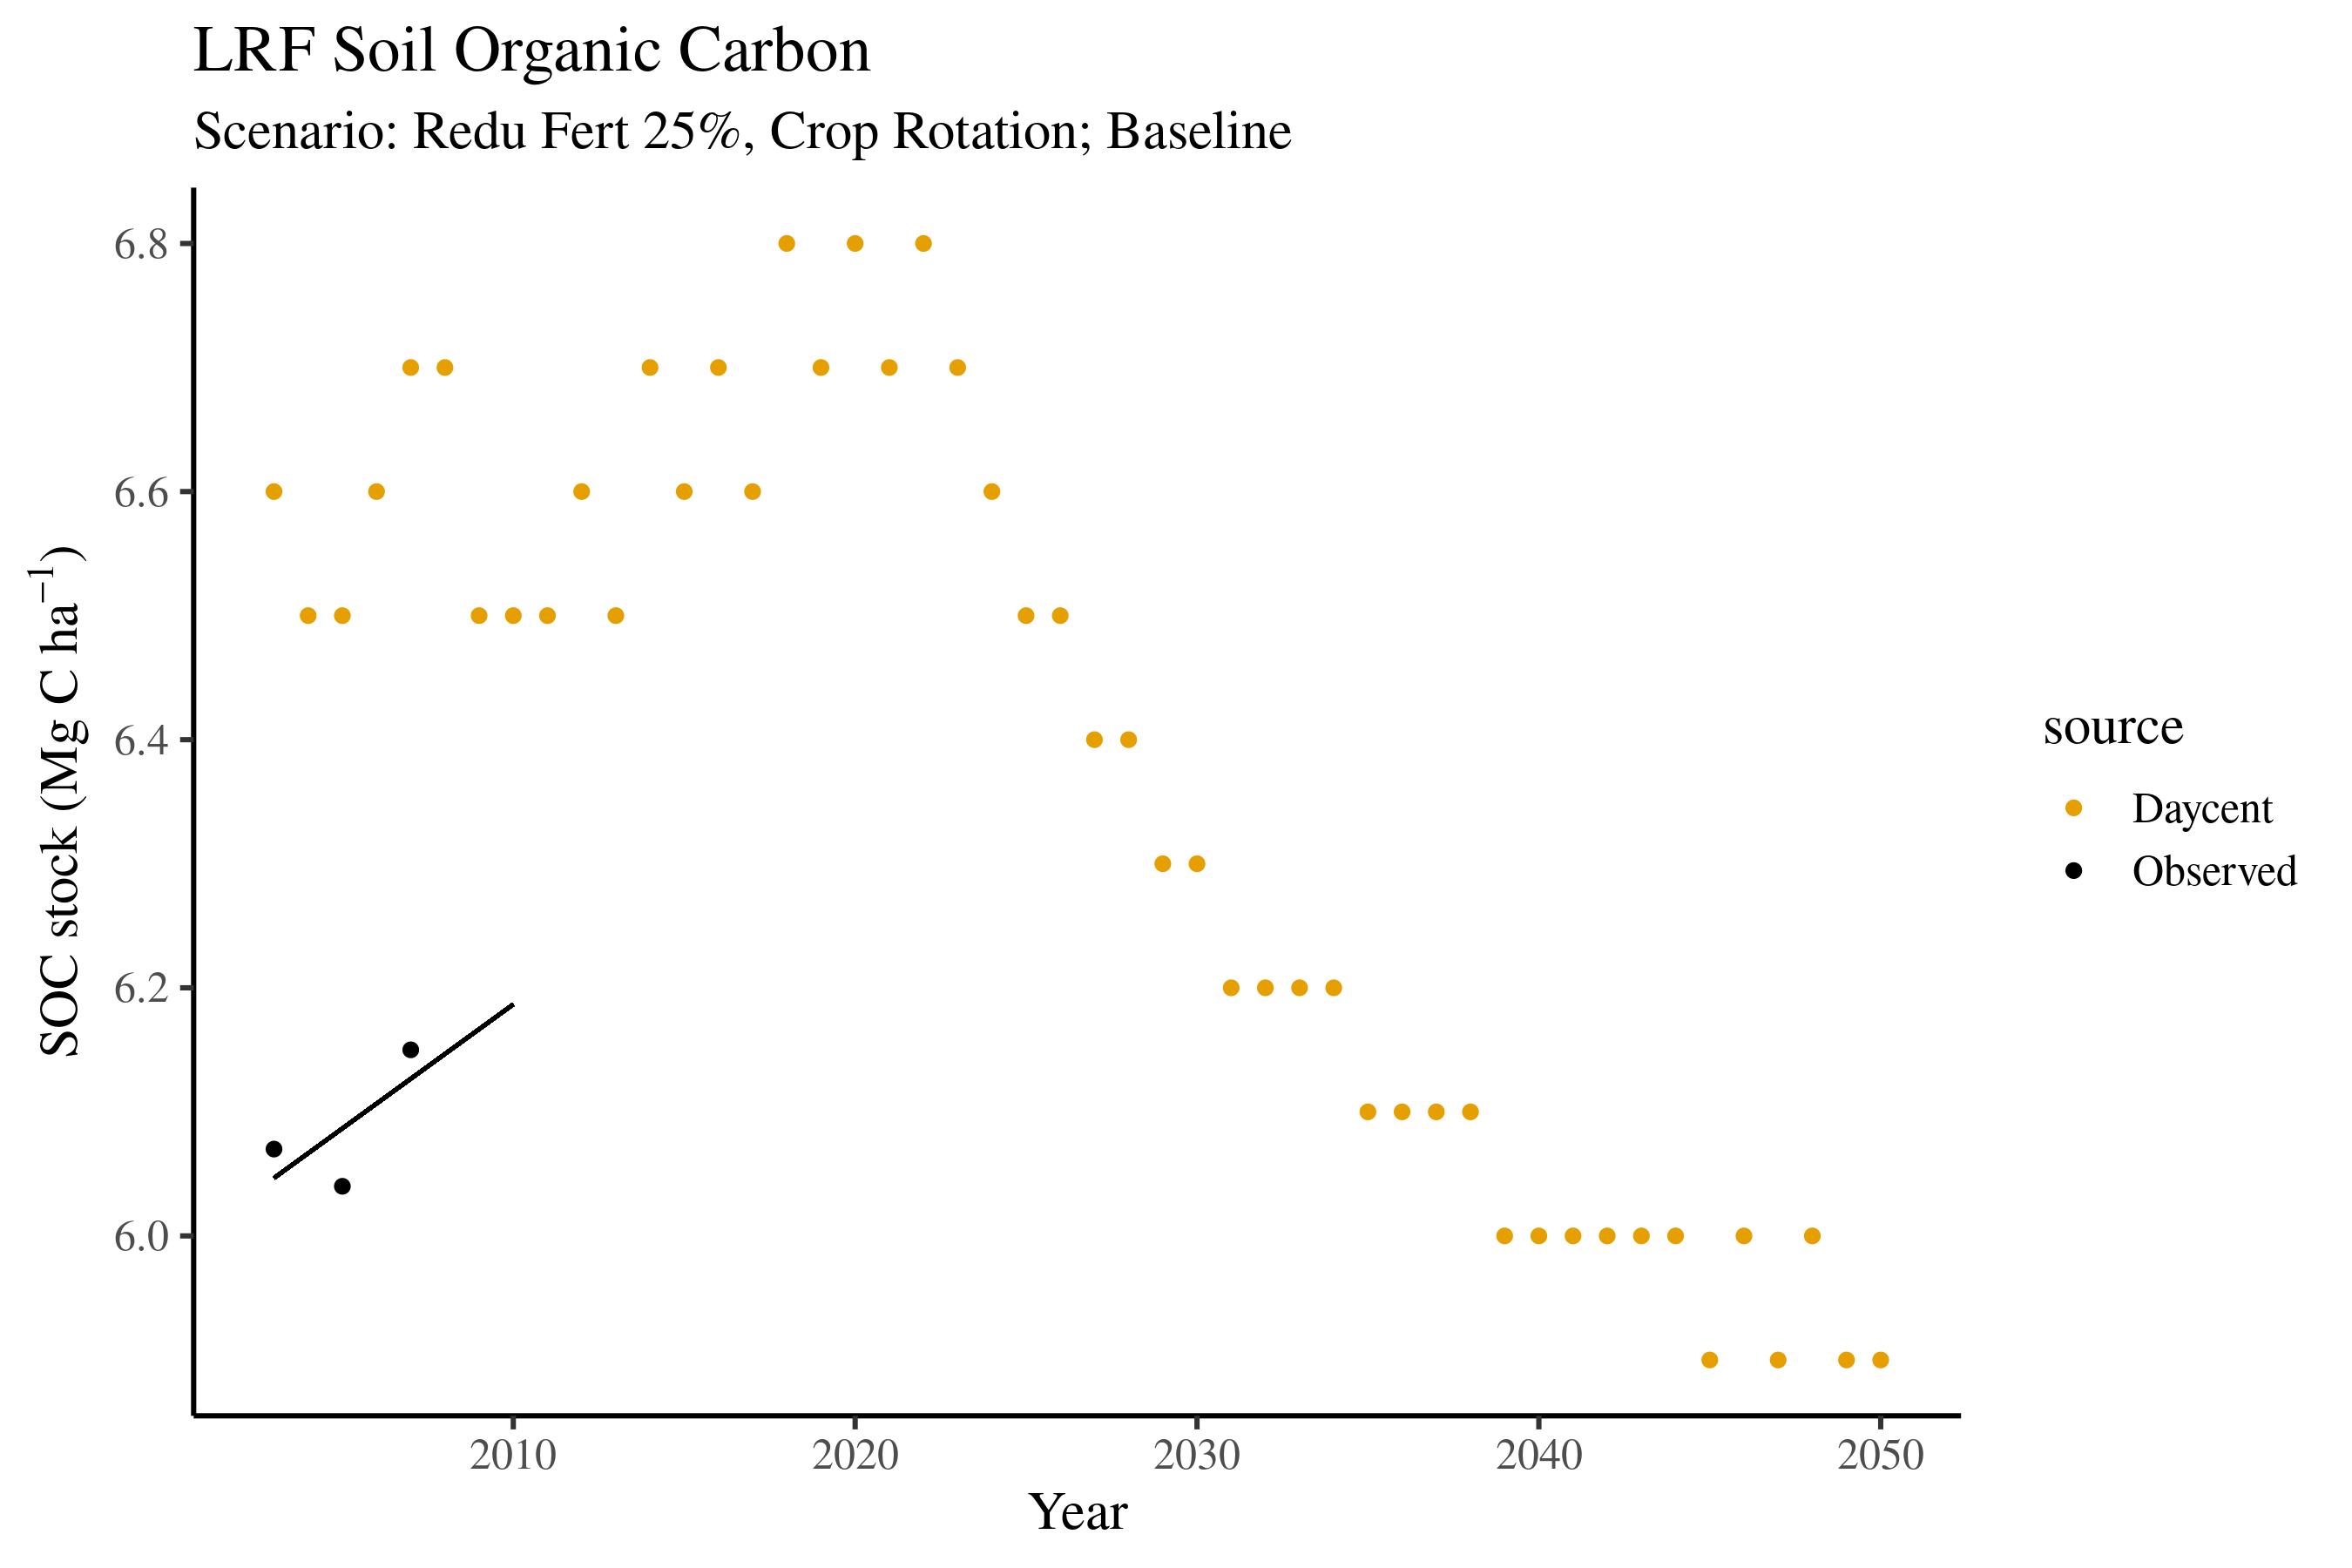 LRF Soil Organic Carbon
Scenario: Redu Fert 25%, Crop Rotation; Baseline
SOC stock (Mg C ha⁻¹)
6.8
6.6
6.4
6.2
6.0
2010 2020 2030 2040 2050
Year
source
Daycent
Observed